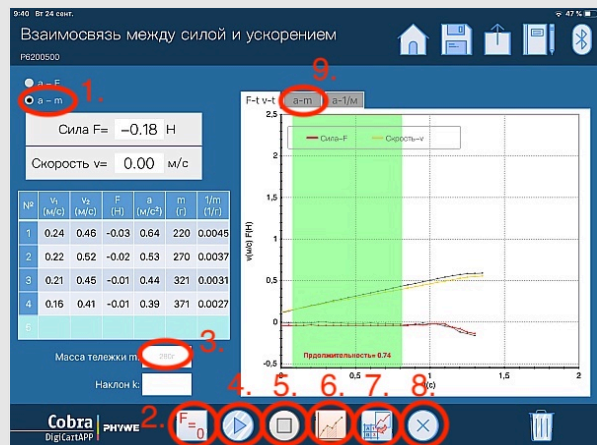 9:40 Вт 24 сент.
47 %
Взаимосвязь между силой и ускорением
P6200500
a – F
a – m
1.
9.
F-t v-t a-m a-1/м
Сила F= −0.18 Н
Скорость v= 0.00 м/с
Сила-F Скрость-v
№ v₁ (м/с) v₂ (м/с) F (Н) a (м/с²) m (г) 1/m (1/г)
1 0.24 0.46 -0.03 0.64 220 0.0045
2 0.22 0.52 -0.02 0.53 270 0.0037
3 0.21 0.45 -0.01 0.44 321 0.0031
4 0.16 0.41 -0.01 0.39 371 0.0027
5
Масса тележки m
3.
Наклон k:
v(м/с) F(Н)
2,5
2
1,5
1
0,5
0
-0,5
Прдолжительность= 0.74
0 0,5 1 1,5 2
(с)
2. 4. 5. 6. 7. 8.
F=0
Cobra DigiCartAPP PHYWE